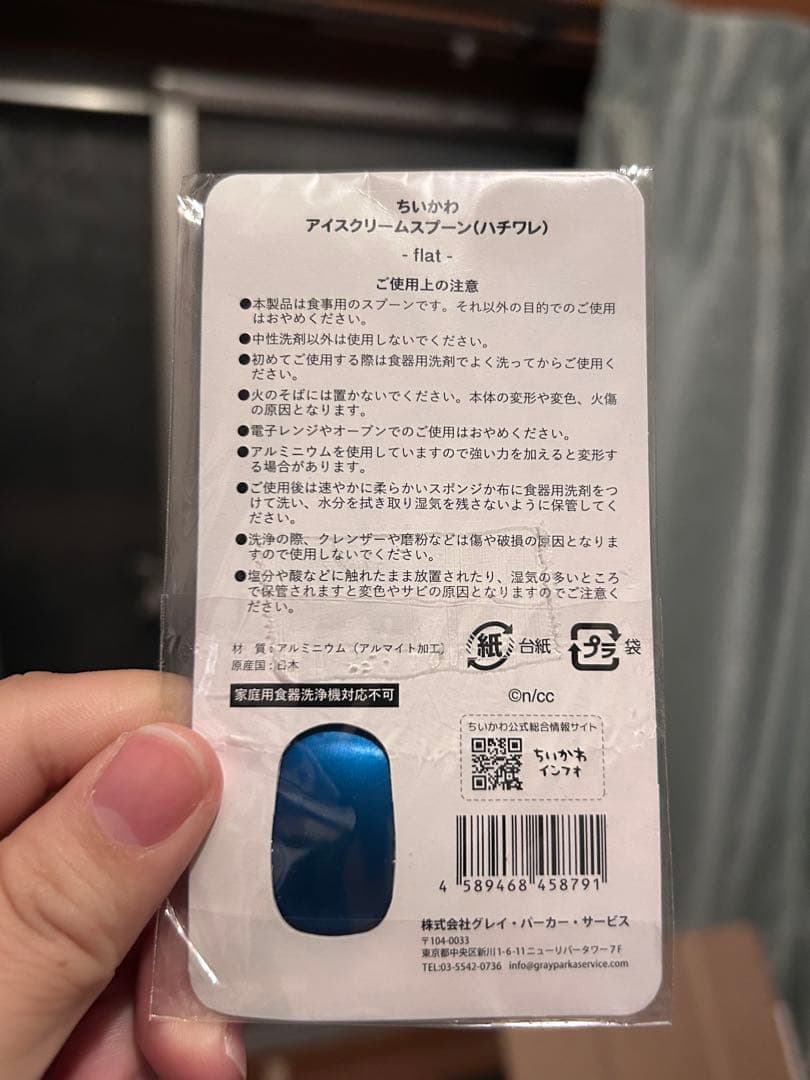 ちいかわ
アイスクリームスプーン(ハチワレ)
- flat -
ご使用上の注意
●本製品は食事用のスプーンです。それ以外の目的でのご使用
はおやめください。
●中性洗剤以外は使用しないでください。
●初めてご使用する際は食器用洗剤でよく洗ってからご使用く
ださい。
●火のそばには置かないでください。本体の変形や変色、火傷
の原因となります。
●電子レンジやオーブンでのご使用はおやめください。
●アルミニウムを使用していますので強い力を加えると変形す
る場合があります。
●ご使用後は速やかに柔らかいスポンジか布に食器用洗剤をつ
けて洗い、水分を拭き取り湿気を残さないように保管してく
ださい。
●洗浄の際、クレンザーや磨粉などは傷や破損の原因となりま
すので使用しないでください。
●塩分や酸などに触れたまま放置されたり、湿気の多いところ
で保管されますと変色やサビの原因となりますのでご注意く
ださい。
材　質：アルミニウム（アルマイト加工）
原産国：日本
紙 台紙 プラ 袋
家庭用食器洗浄機対応不可
©n/cc
ちいかわ公式総合情報サイト
ちいかわ
インフォ
4 589468 458791
株式会社グレイ・パーカー・サービス
〒104-0033
東京都中央区新川1-6-11ニューリバータワー7F
TEL:03-5542-0736 info@grayparkaservice.com